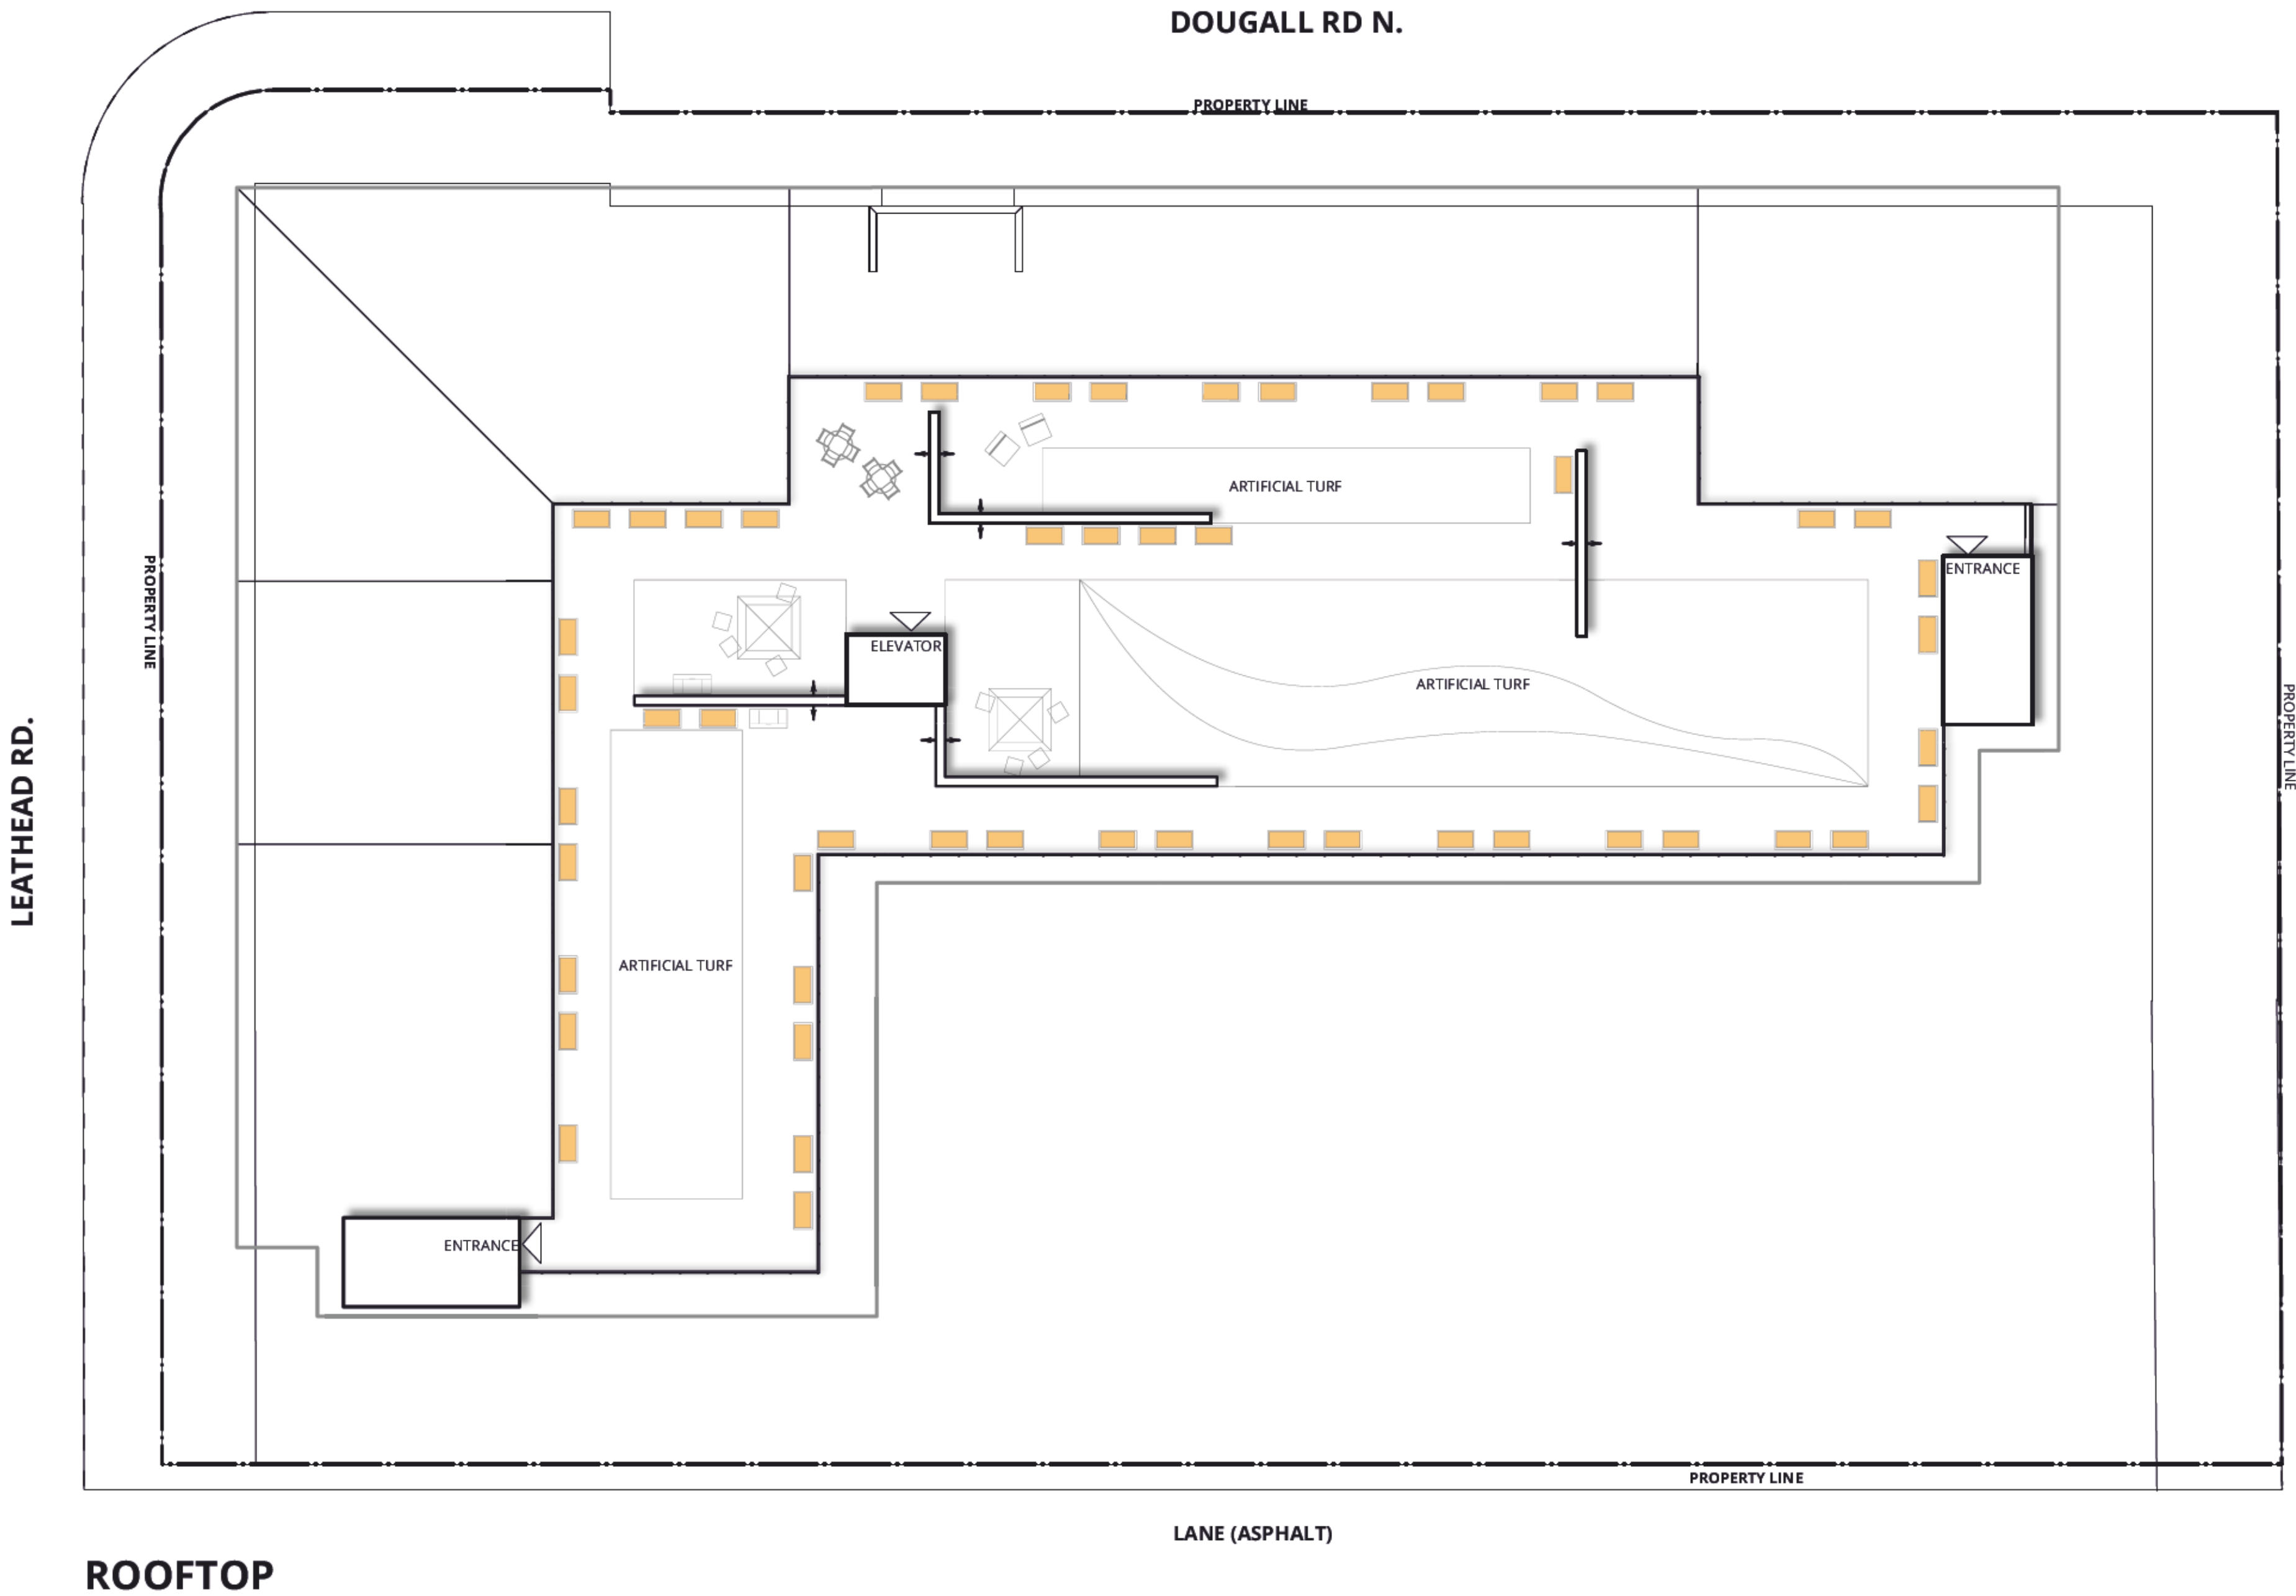 DOUGALL RD N.
PROPERTY LINE
ARTIFICIAL TURF
PROPERTY LINE
ENTRANCE
ELEVATOR
ARTIFICIAL TURF
PROPERTY LINE
LEATHEAD RD.
ARTIFICIAL TURF
ENTRANCE
PROPERTY LINE
LANE (ASPHALT)
ROOFTOP